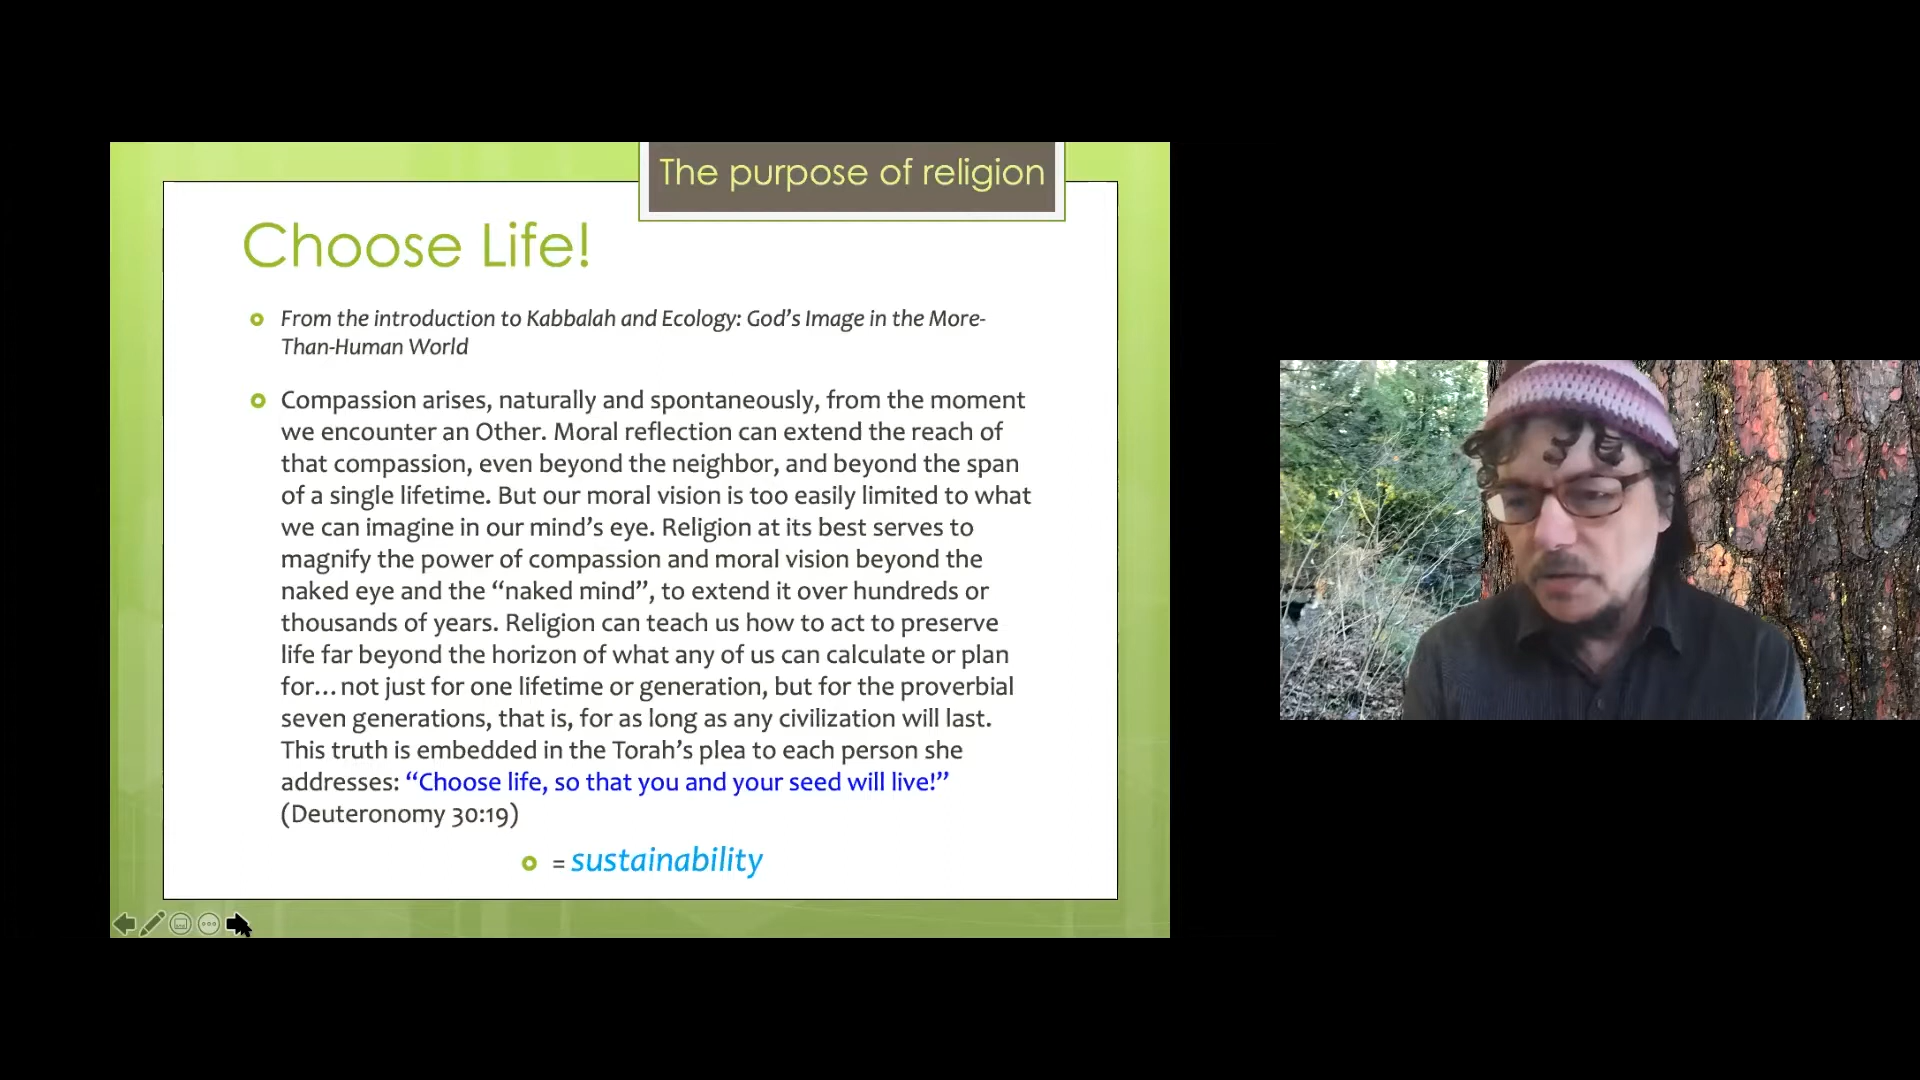 The purpose of religion
Choose Life!
From the introduction to Kabbalah and Ecology: God’s Image in the More-
Than-Human World
Compassion arises, naturally and spontaneously, from the moment
we encounter an Other. Moral reflection can extend the reach of
that compassion, even beyond the neighbor, and beyond the span
of a single lifetime. But our moral vision is too easily limited to what
we can imagine in our mind’s eye. Religion at its best serves to
magnify the power of compassion and moral vision beyond the
naked eye and the “naked mind”, to extend it over hundreds or
thousands of years. Religion can teach us how to act to preserve
life far beyond the horizon of what any of us can calculate or plan
for…not just for one lifetime or generation, but for the proverbial
seven generations, that is, for as long as any civilization will last.
This truth is embedded in the Torah’s plea to each person she
addresses: “Choose life, so that you and your seed will live!”
(Deuteronomy 30:19)
= sustainability